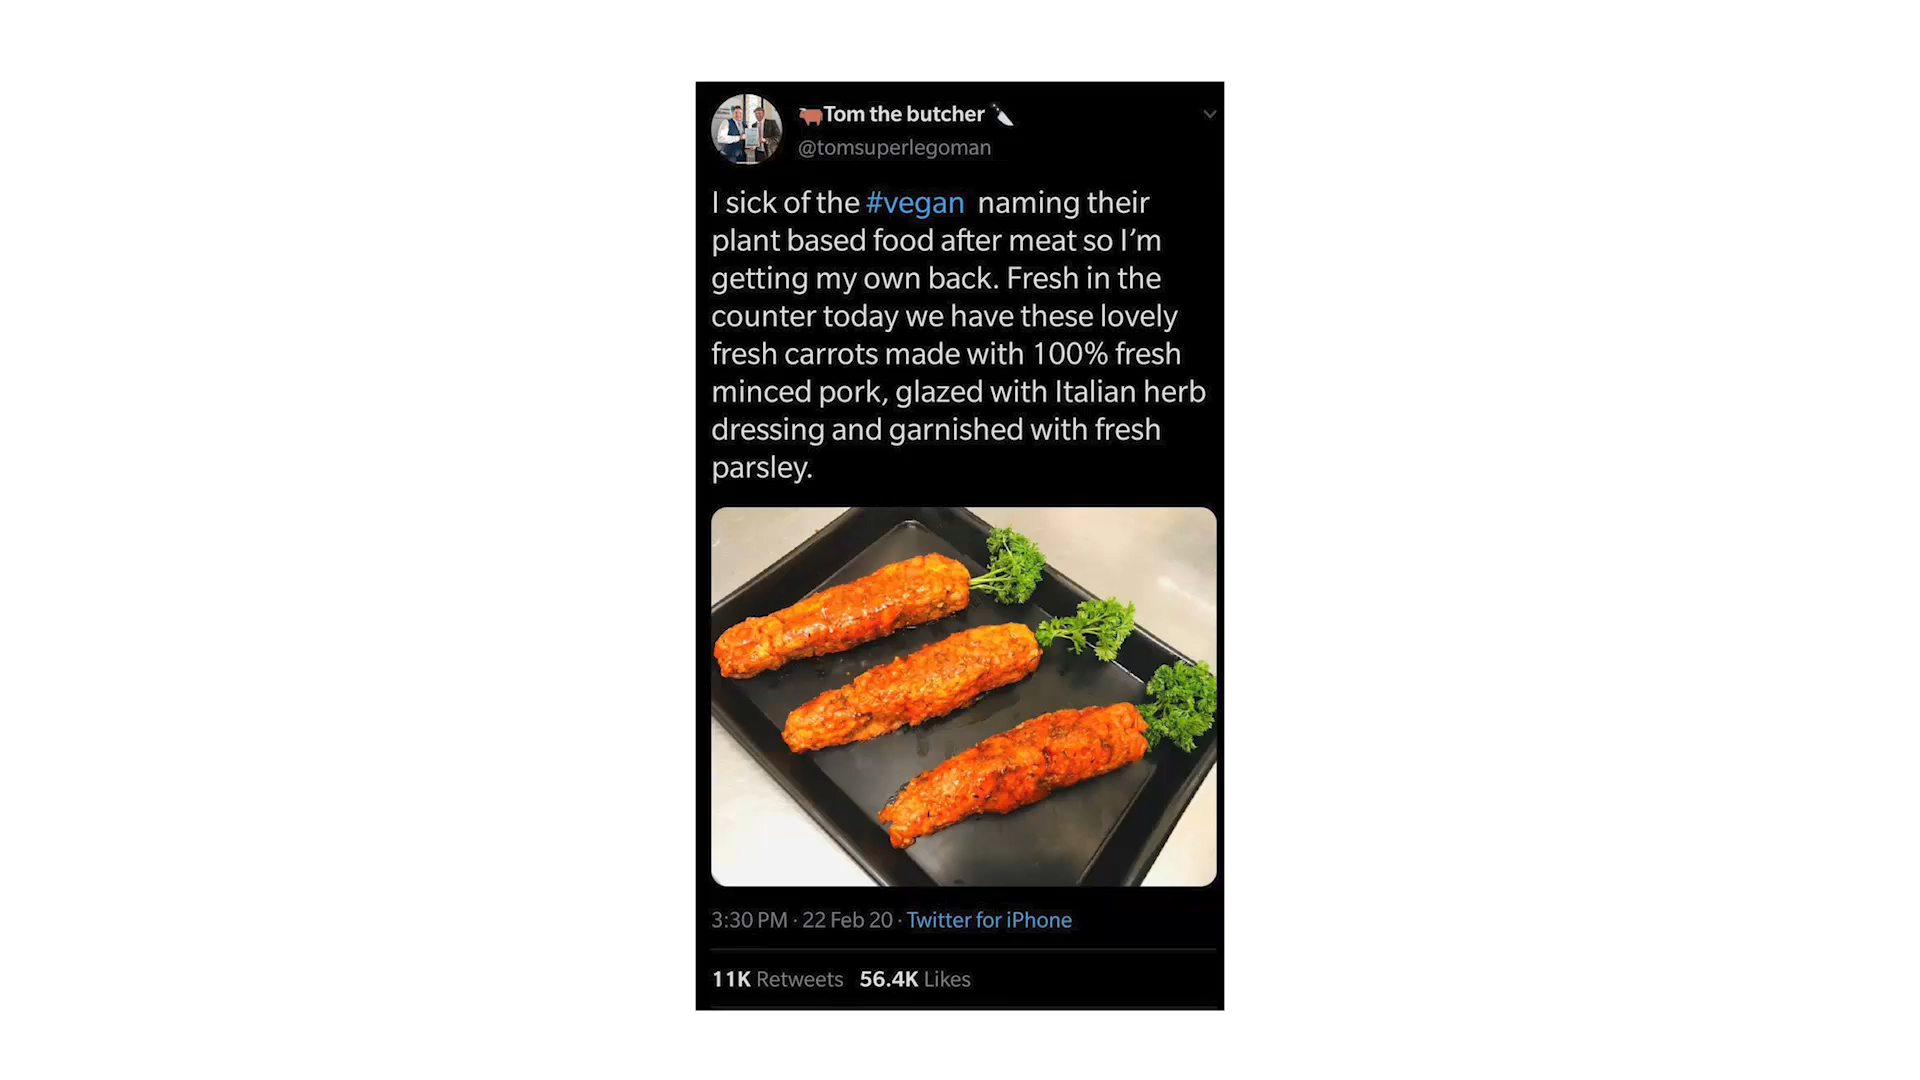 🐂Tom the butcher 🔪
@tomsuperlegoman
I sick of the #vegan naming their
plant based food after meat so I’m
getting my own back. Fresh in the
counter today we have these lovely
fresh carrots made with 100% fresh
minced pork, glazed with Italian herb
dressing and garnished with fresh
parsley.
3:30 PM · 22 Feb 20 · Twitter for iPhone
11K Retweets 56.4K Likes